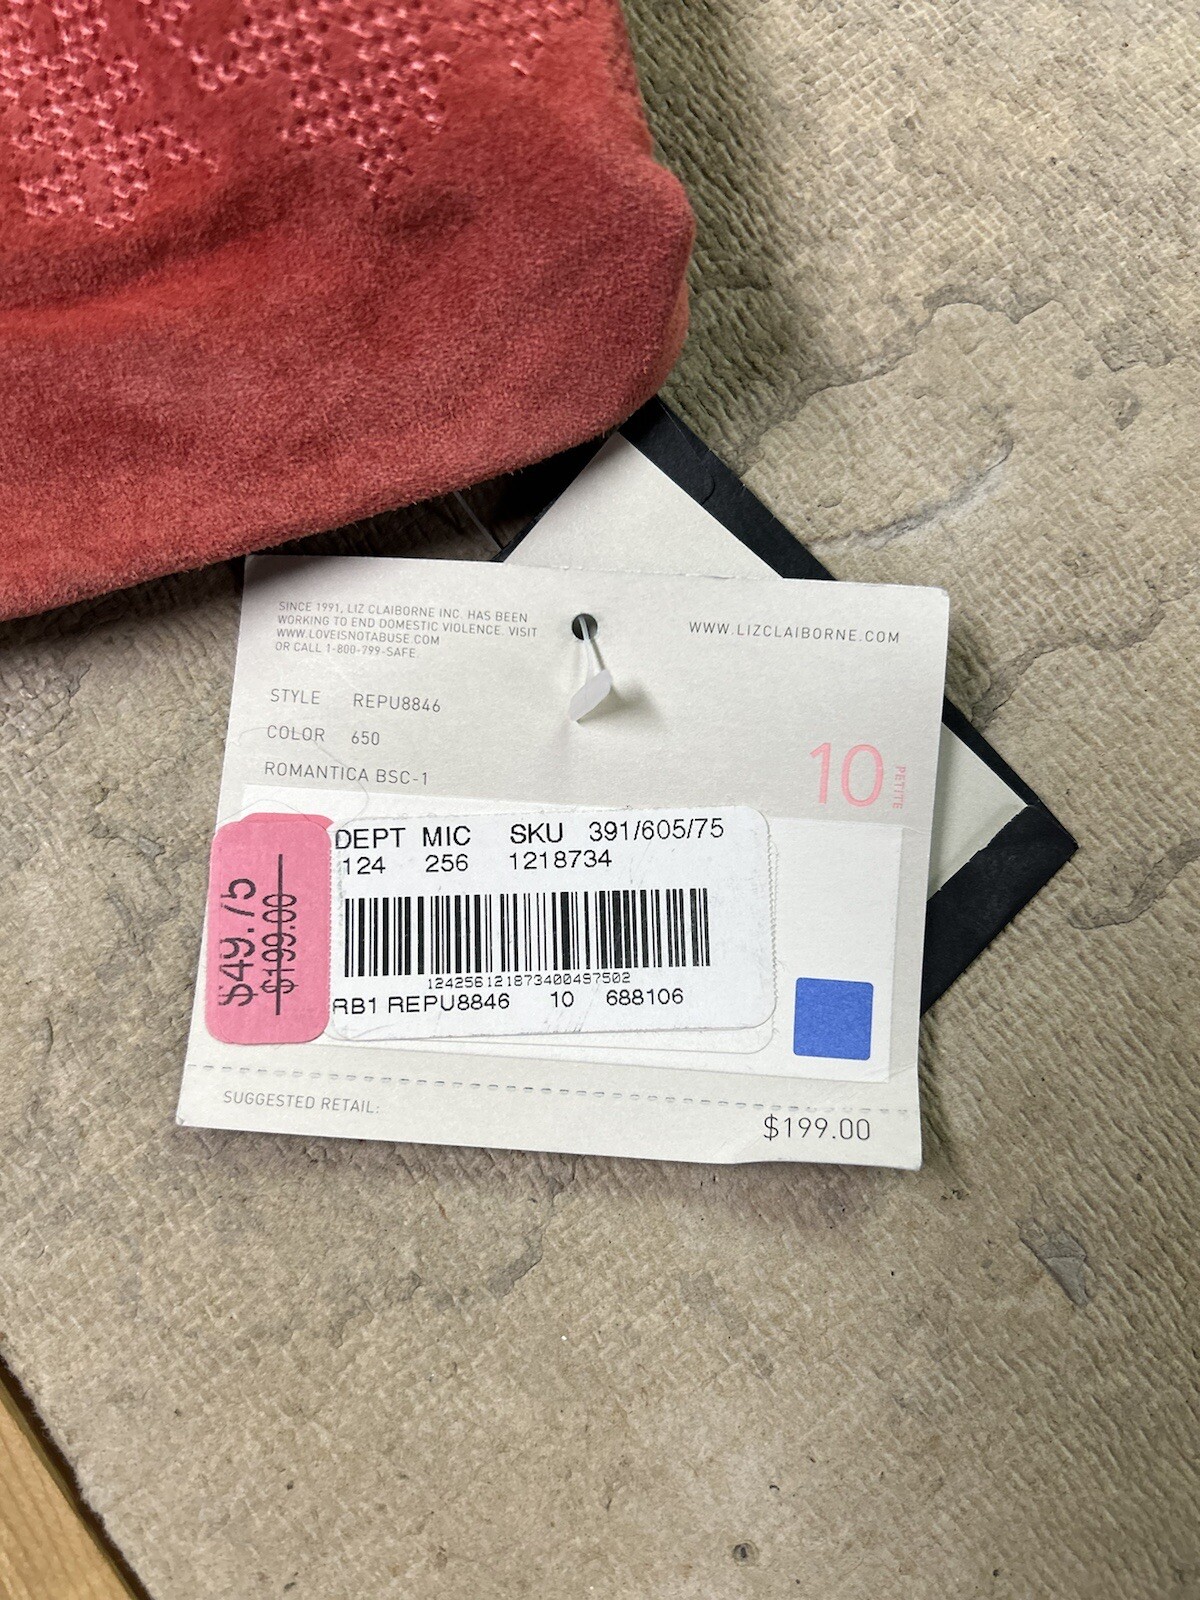 SINCE 1991, LIZ CLAIBORNE INC. HAS BEEN
WORKING TO END DOMESTIC VIOLENCE. VISIT
WWW.LOVEISNOTABUSE.COM
OR CALL 1-800-799-SAFE.
WWW.LIZCLAIBORNE.COM
STYLE REPU8846
COLOR 650
ROMANTICA BSC-1
10 PETITE
DEPT MIC SKU 391/605/75
124 256 1218734
124256121873400497502
RB1 REPU8846 10 688106
$49.75
$199.00
SUGGESTED RETAIL:
$199.00